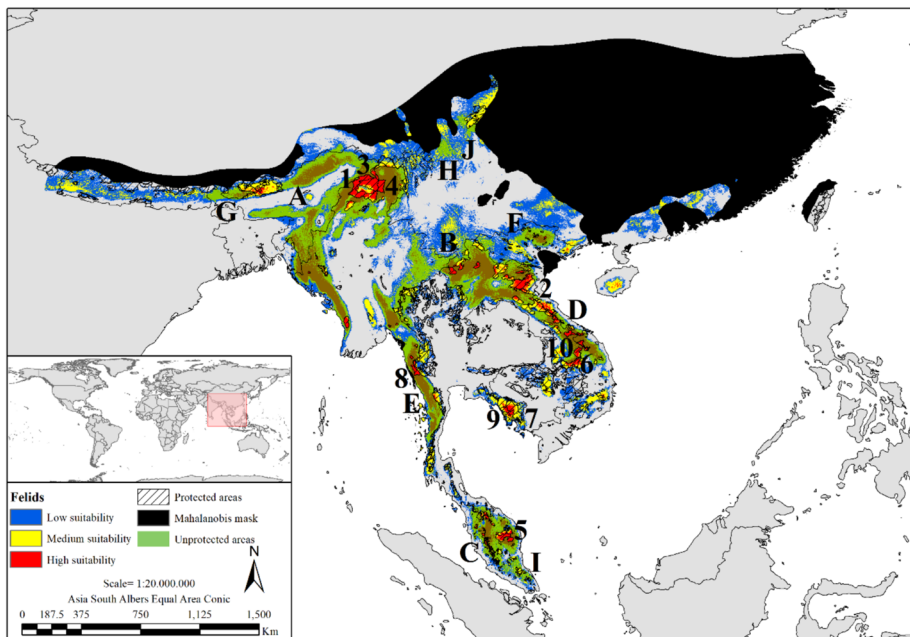 J
H
3
A
1
4
G
F
B
2
D
10
6
8
E
9
7
5
C
I
Felids
Protected areas
Low suitability
Mahalanobis mask
Medium suitability
Unprotected areas
High suitability
N
Scale= 1:20.000.000
Asia South Albers Equal Area Conic
0 187.5 375 750 1,125 1,500
Km